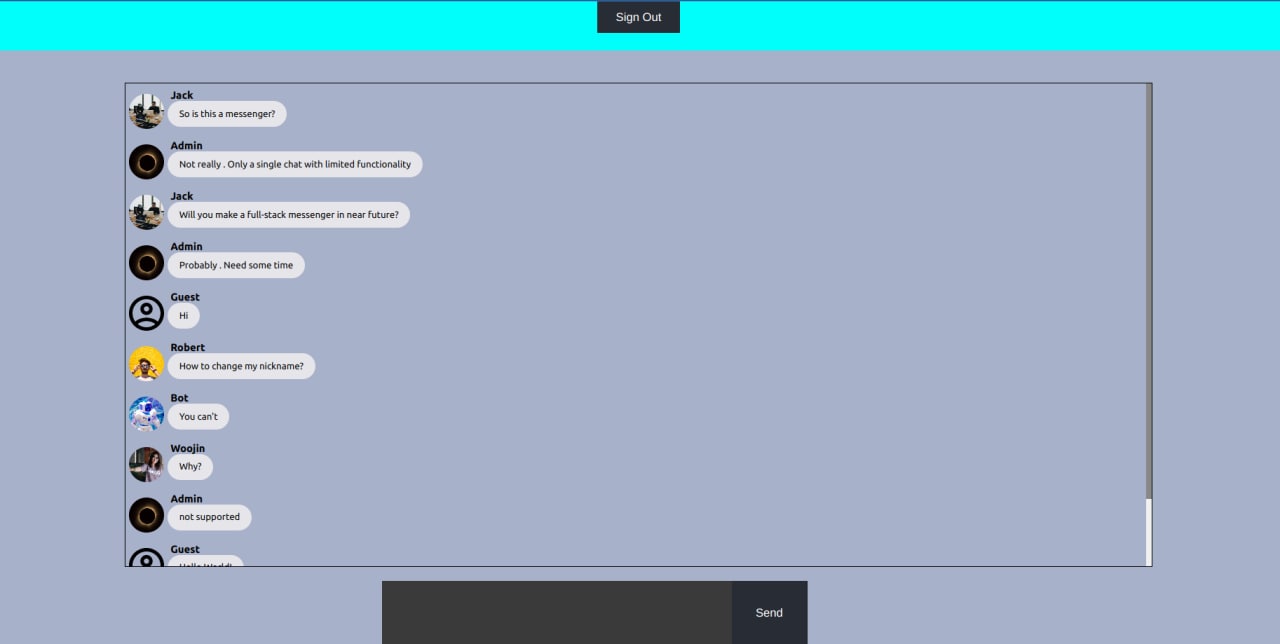 Sign Out
Jack
So is this a messenger?
Admin
Not really . Only a single chat with limited functionality
Jack
Will you make a full-stack messenger in near future?
Admin
Probably . Need some time
Guest
Hi
Robert
How to change my nickname?
Bot
You can't
Woojin
Why?
Admin
not supported
Guest
Hello World!
Send